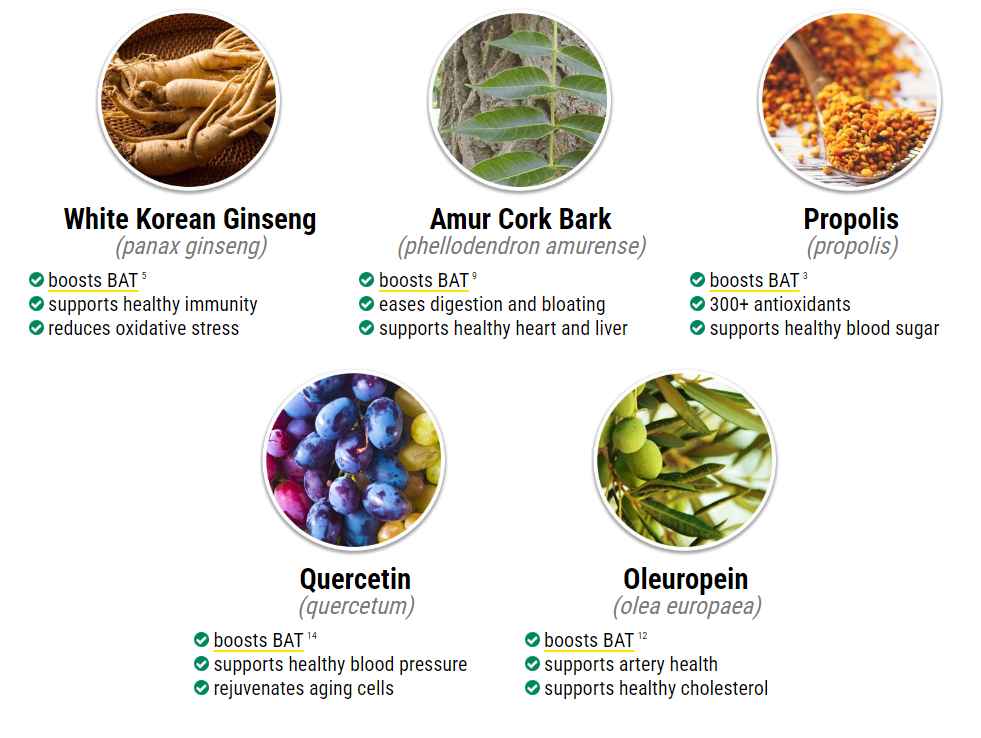 White Korean Ginseng
(panax ginseng)
boosts BAT 5
supports healthy immunity
reduces oxidative stress
Amur Cork Bark
(phellodendron amurense)
boosts BAT 9
eases digestion and bloating
supports healthy heart and liver
Propolis
(propolis)
boosts BAT 3
300+ antioxidants
supports healthy blood sugar
Quercetin
(quercetum)
boosts BAT 14
supports healthy blood pressure
rejuvenates aging cells
Oleuropein
(olea europaea)
boosts BAT 12
supports artery health
supports healthy cholesterol